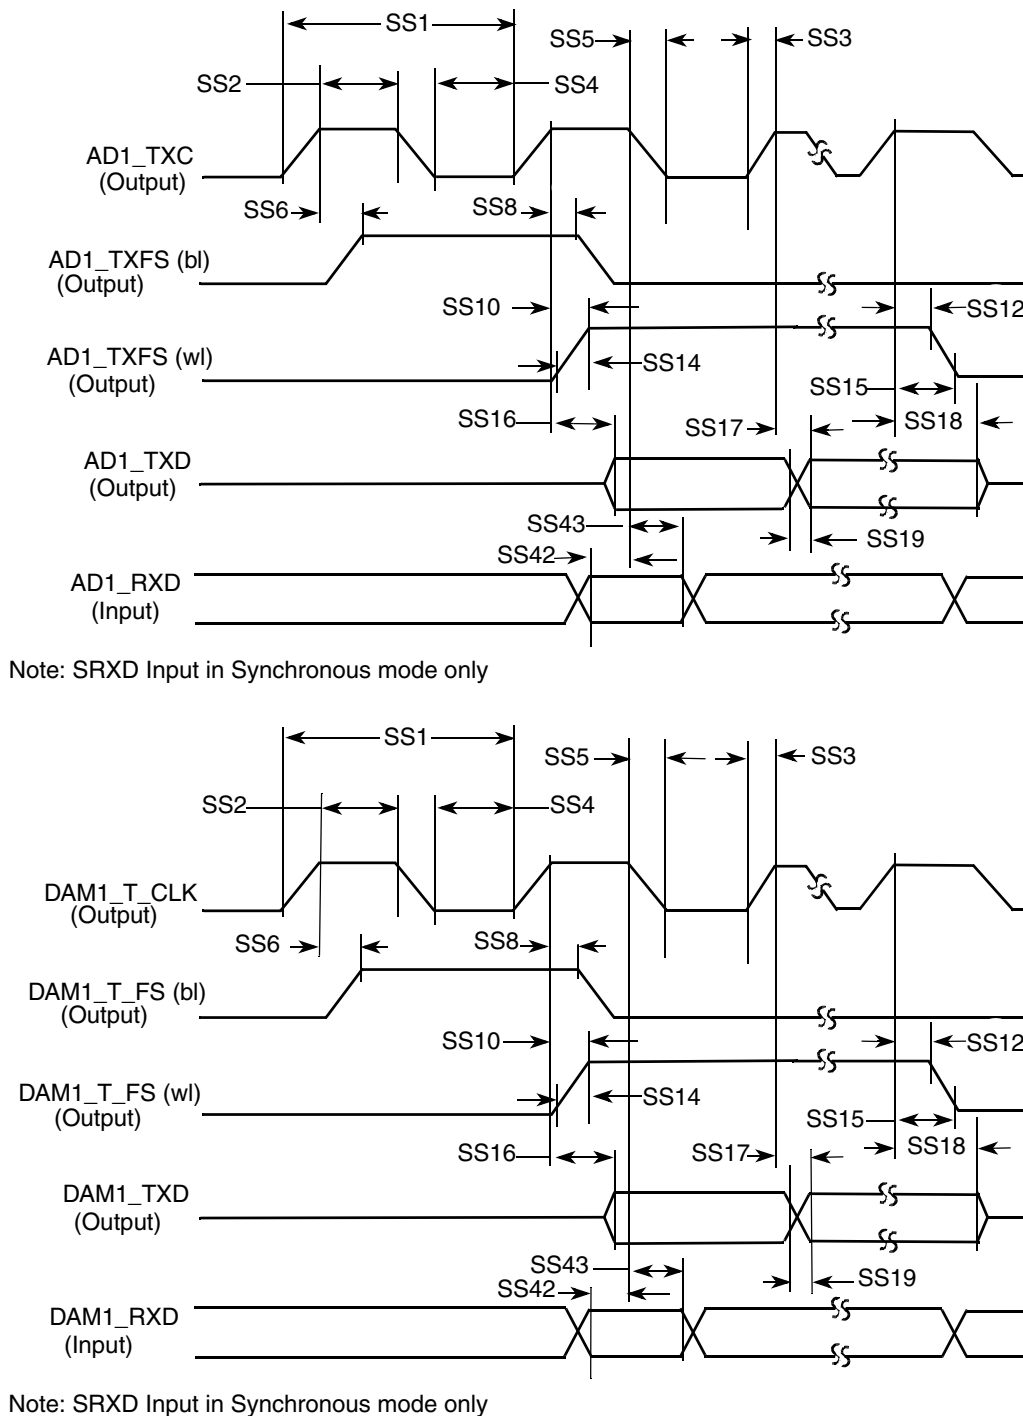 SS1
SS5
SS3
SS2
SS4
AD1_TXC
(Output)
SS6
SS8
AD1_TXFS (bl)
(Output)
SS10
SS12
AD1_TXFS (wl)
(Output)
SS14
SS15
SS16
SS17
SS18
AD1_TXD
(Output)
SS43
SS19
SS42
AD1_RXD
(Input)
Note: SRXD Input in Synchronous mode only
SS1
SS5
SS3
SS2
SS4
DAM1_T_CLK
(Output)
SS6
SS8
DAM1_T_FS (bl)
(Output)
SS10
SS12
DAM1_T_FS (wl)
(Output)
SS14
SS15
SS16
SS17
SS18
DAM1_TXD
(Output)
SS43
SS19
SS42
DAM1_RXD
(Input)
Note: SRXD Input in Synchronous mode only